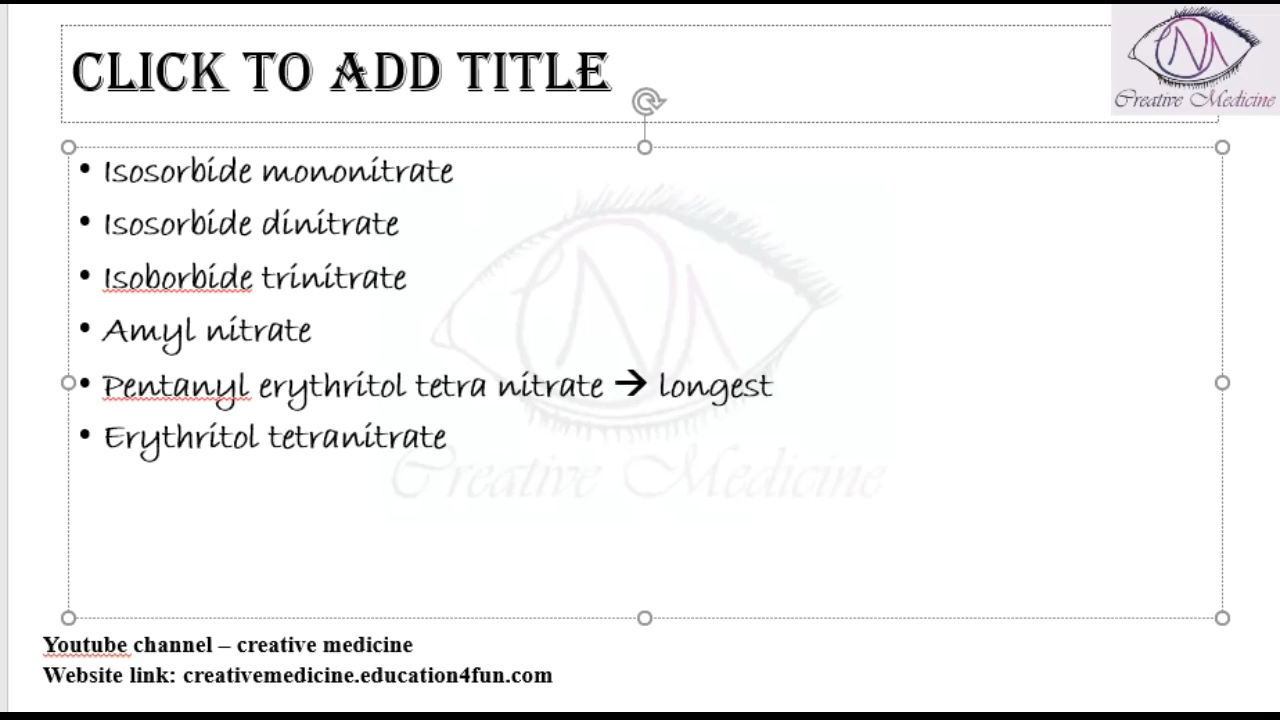 CLICK TO ADD TITLE
Creative Medicine
• Isosorbide mononitrate
• Isosorbide dinitrate
• Isoborbide trinitrate
• Amyl nitrate
• Pentanyl erythritol tetra nitrate → longest
• Erythritol tetranitrate
Creative Medicine
Youtube channel – creative medicine
Website link: creativemedicine.education4fun.com